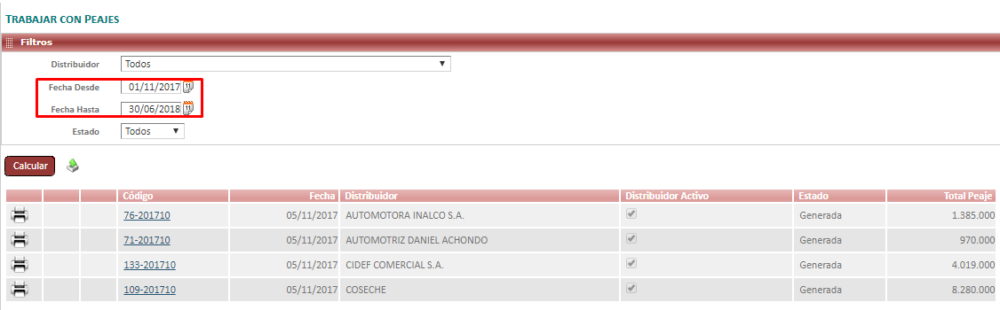 TRABAJAR CON PEAJES
Filtros
Distribuidor Todos
Fecha Desde 01/11/2017
Fecha Hasta 30/06/2018
Estado Todos
Calcular
Código Fecha Distribuidor Distribuidor Activo Estado Total Peaje
76-201710 05/11/2017 AUTOMOTORA INALCO S.A. Generada 1.385.000
71-201710 05/11/2017 AUTOMOTRIZ DANIEL ACHONDO Generada 970.000
133-201710 05/11/2017 CIDEF COMERCIAL S.A. Generada 4.019.000
109-201710 05/11/2017 COSECHE Generada 8.280.000